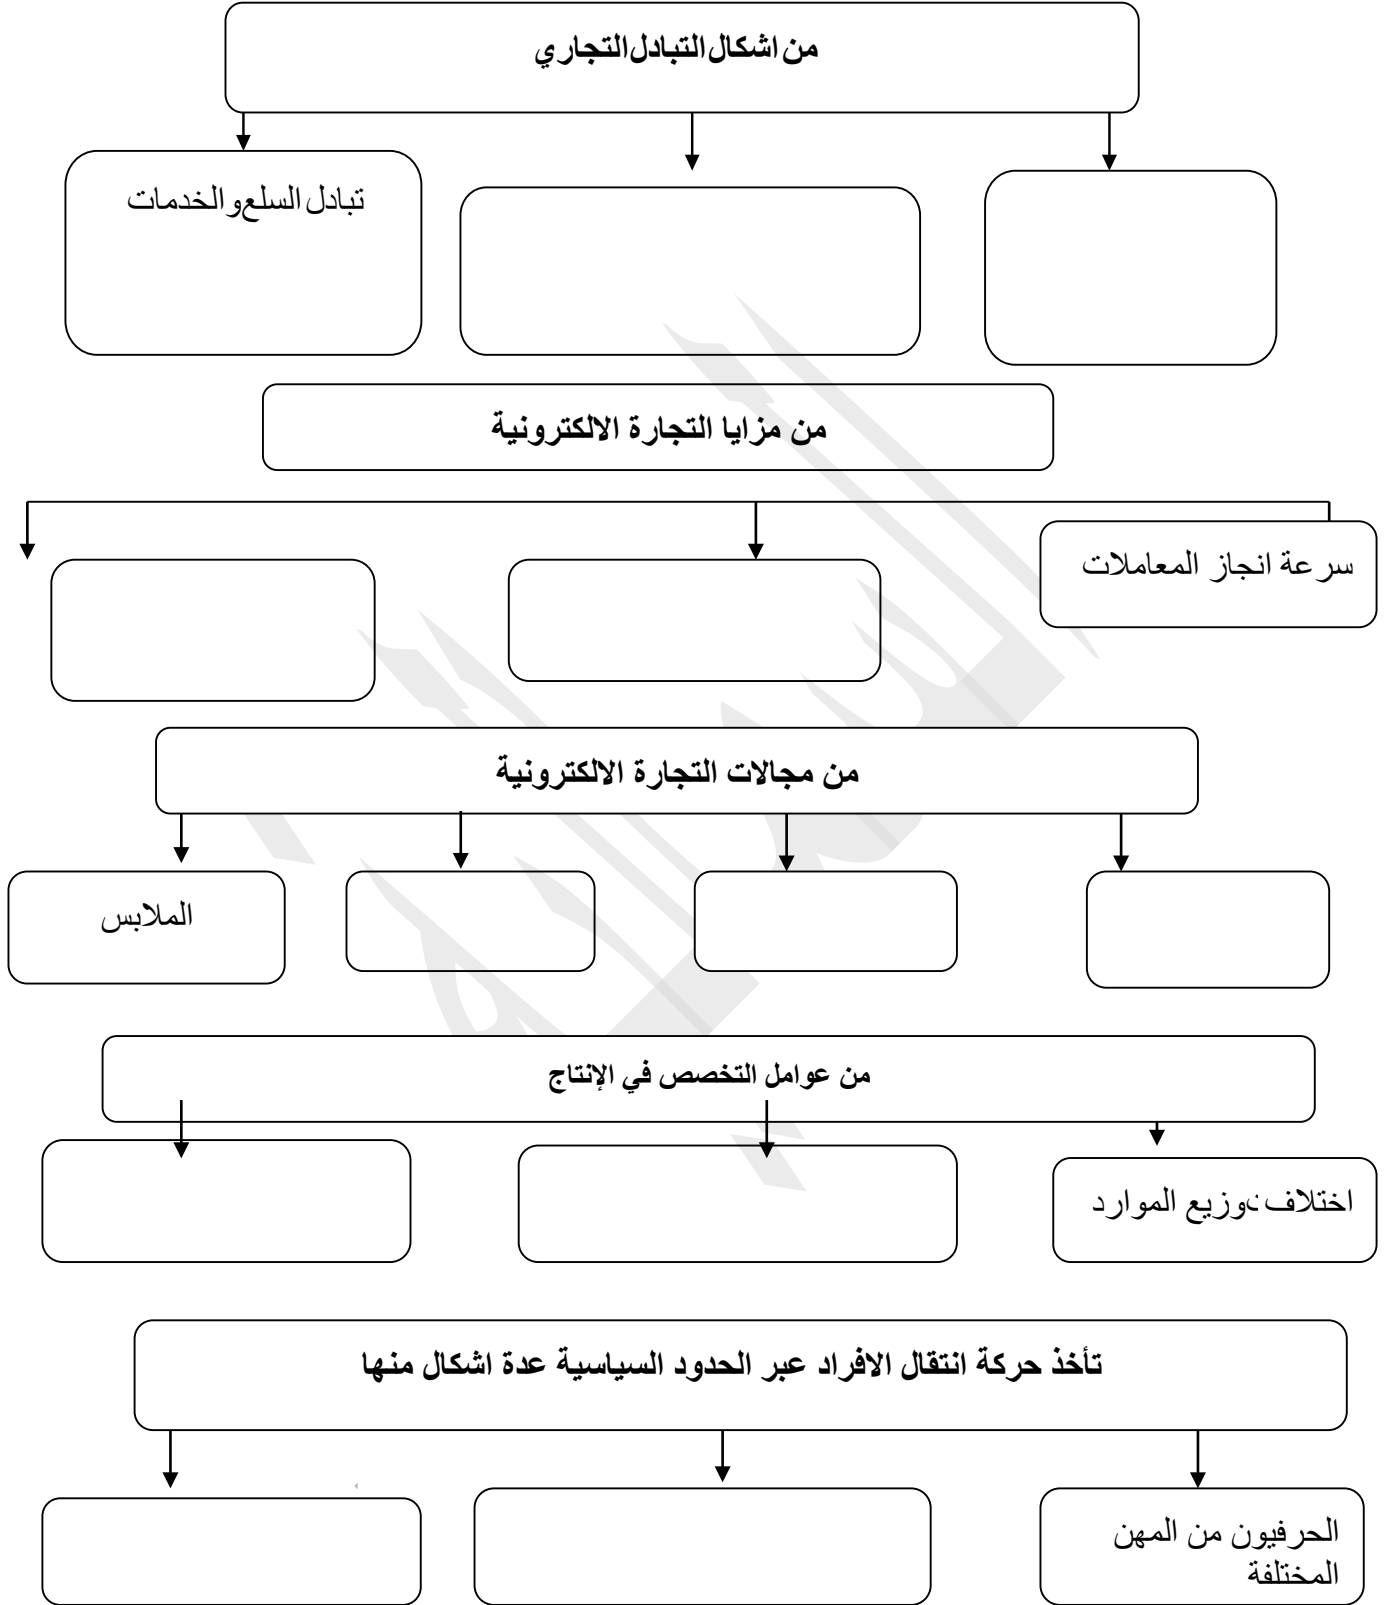 من اشكال التبادل التجاري
تبادل السلع والخدمات
من مزايا التجارة الالكترونية
سرعة انجاز المعاملات
من مجالات التجارة الالكترونية
الملابس
من عوامل التخصص في الإنتاج
اختلاف توزيع الموارد
تأخذ حركة انتقال الافراد عبر الحدود السياسية عدة اشكال منها
الحرفيون من المهن
المختلفة